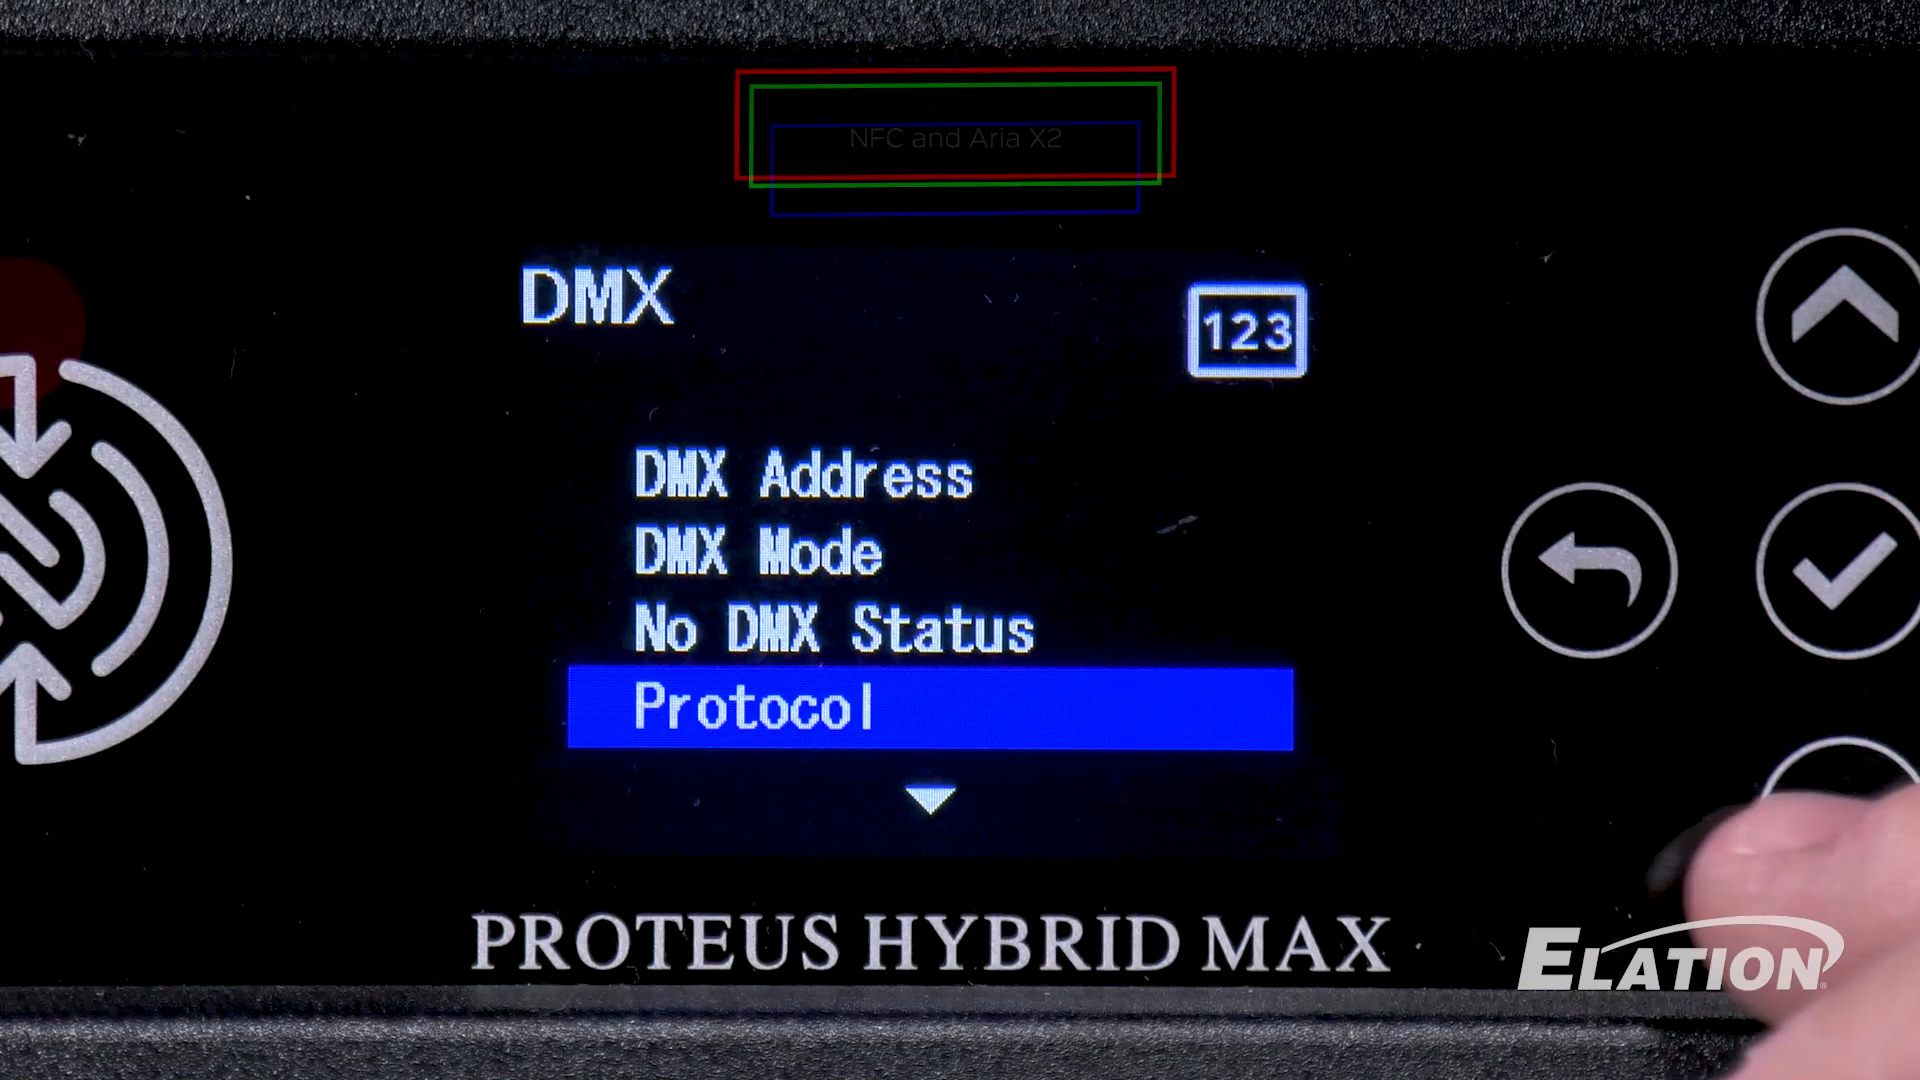 NFC and Aria X2
DMX
123
DMX Address
DMX Mode
No DMX Status
Protocol
PROTEUS HYBRID MAX
ELATION®